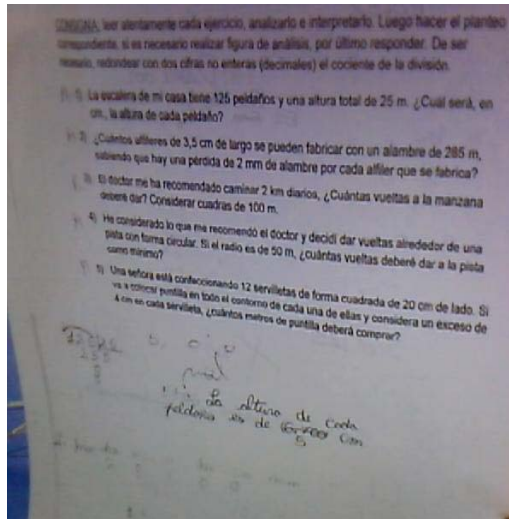 CONSIGNA: leer atentamente cada ejercicio, analizarlo e interpretarlo. Luego hacer el planteo
correspondiente, si es necesario realizar figura de análisis, por último responder. De ser
necesario, redondear con dos cifras no enteras (decimales) el cociente de la división.
1) La escalera de mi casa tiene 125 peldaños y una altura total de 25 m. ¿Cuál será, en
cm., la altura de cada peldaño?
2) ¿Cuántos alfileres de 3,5 cm de largo se pueden fabricar con un alambre de 285 m,
sabiendo que hay una pérdida de 2 mm de alambre por cada alfiler que se fabrica?
3) El doctor me ha recomendado caminar 2 km diarios, ¿Cuántas vueltas a la manzana
deberé dar? Considerar cuadras de 100 m.
4) He considerado lo que me recomendó el doctor y decidí dar vueltas alrededor de una
pista con forma circular. Si el radio es de 50 m, ¿cuántas vueltas deberé dar a la pista
como mínimo?
5) Una señora está confeccionando 12 servilletas de forma cuadrada de 20 cm de lado. Si
va a colocar puntilla en todo el contorno de cada una de ellas y considera un exceso de
4 cm en cada servilleta, ¿cuántos metros de puntilla deberá comprar?
La altura de cada
peldaño es de cm
5